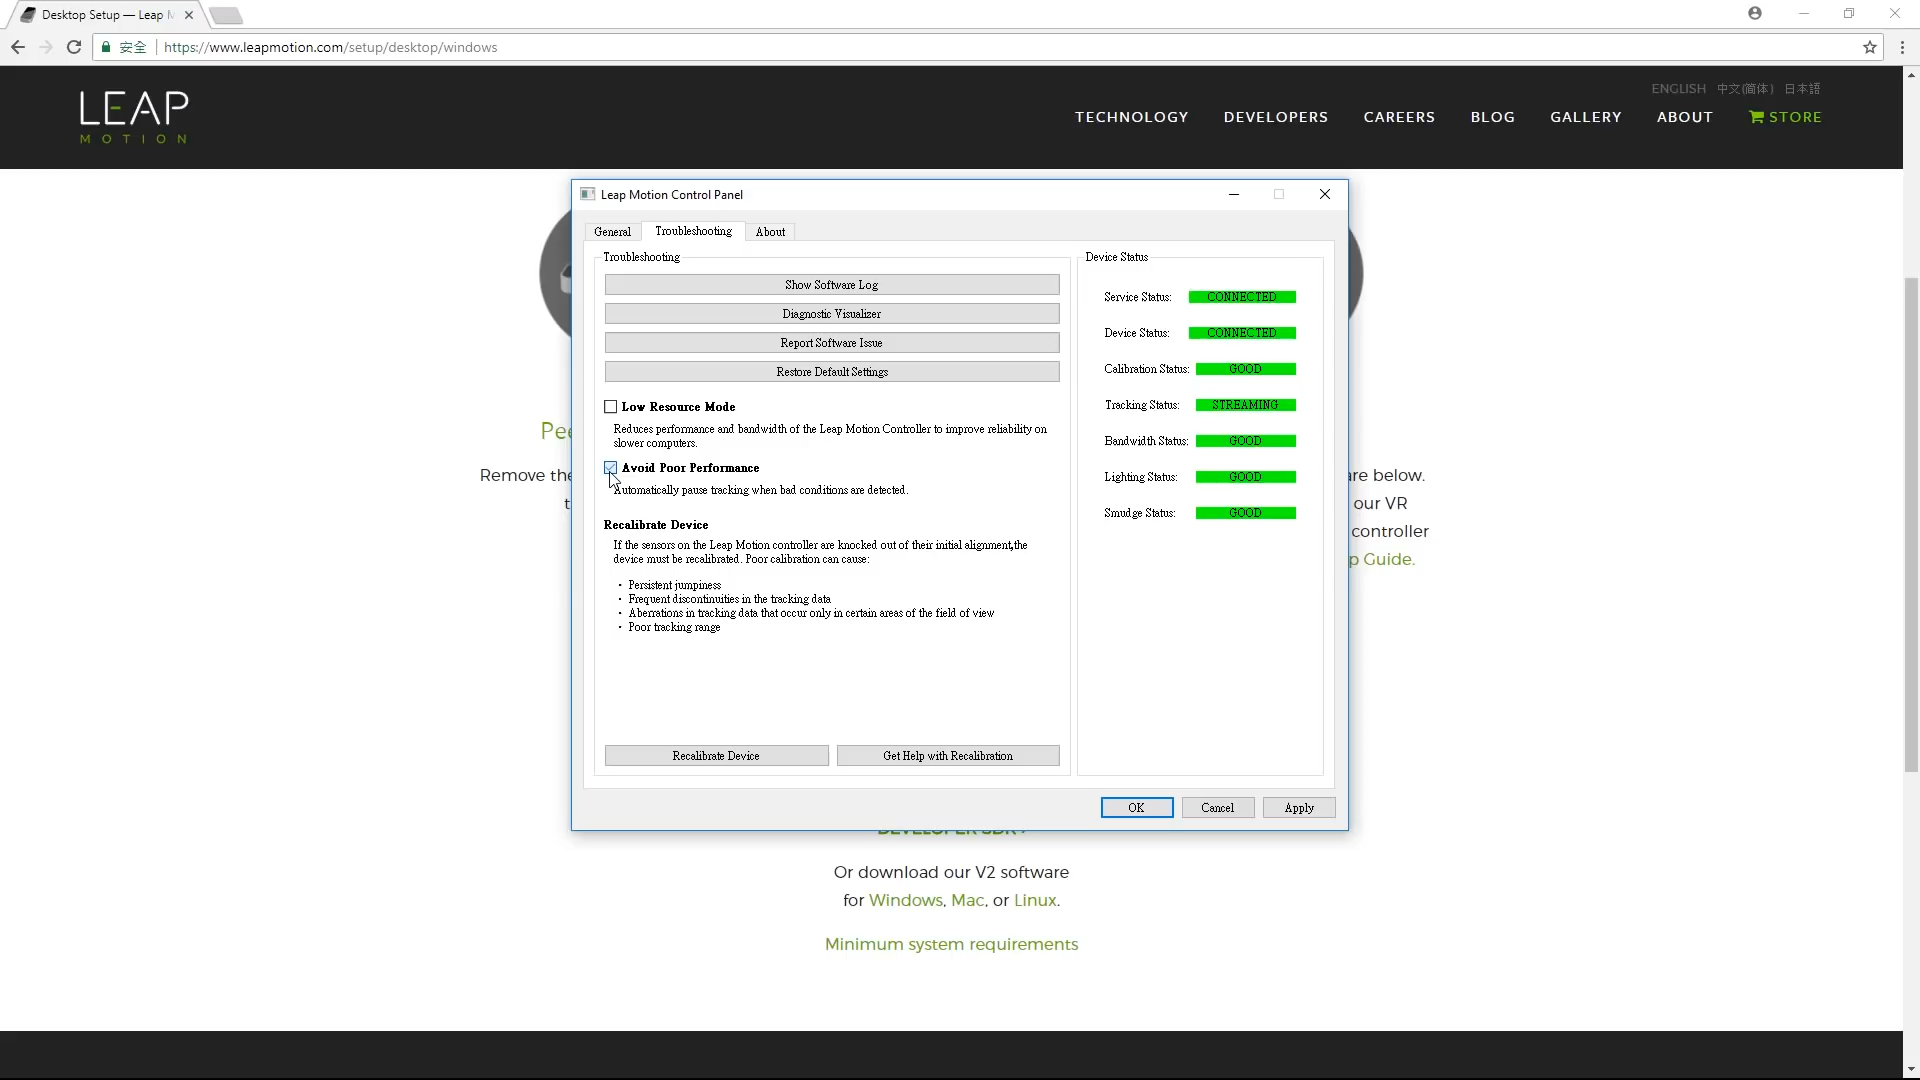 Desktop Setup — Leap M
安全 https://www.leapmotion.com/setup/desktop/windows
LEAP
MOTION
ENGLISH 中文(简体) 日本語
TECHNOLOGY DEVELOPERS CAREERS BLOG GALLERY ABOUT STORE
Leap Motion Control Panel
General Troubleshooting About
Troubleshooting
Show Software Log
Diagnostic Visualizer
Report Software Issue
Restore Default Settings
Low Resource Mode
Reduces performance and bandwidth of the Leap Motion Controller to improve reliability on
slower computers.
Avoid Poor Performance
Automatically pause tracking when bad conditions are detected.
Recalibrate Device
If the sensors on the Leap Motion controller are knocked out of their initial alignment,the
device must be recalibrated. Poor calibration can cause:
• Persistent jumpiness
• Frequent discontinuities in the tracking data
• Aberrations in tracking data that occur only in certain areas of the field of view
• Poor tracking range
Recalibrate Device Get Help with Recalibration
Device Status
Service Status: CONNECTED
Device Status: CONNECTED
Calibration Status: GOOD
Tracking Status: STREAMING
Bandwidth Status: GOOD
Lighting Status: GOOD
Smudge Status: GOOD
OK Cancel Apply
Pee
Remove the
t
re below.
our VR
controller
p Guide.
Or download our V2 software
for Windows, Mac, or Linux.
Minimum system requirements